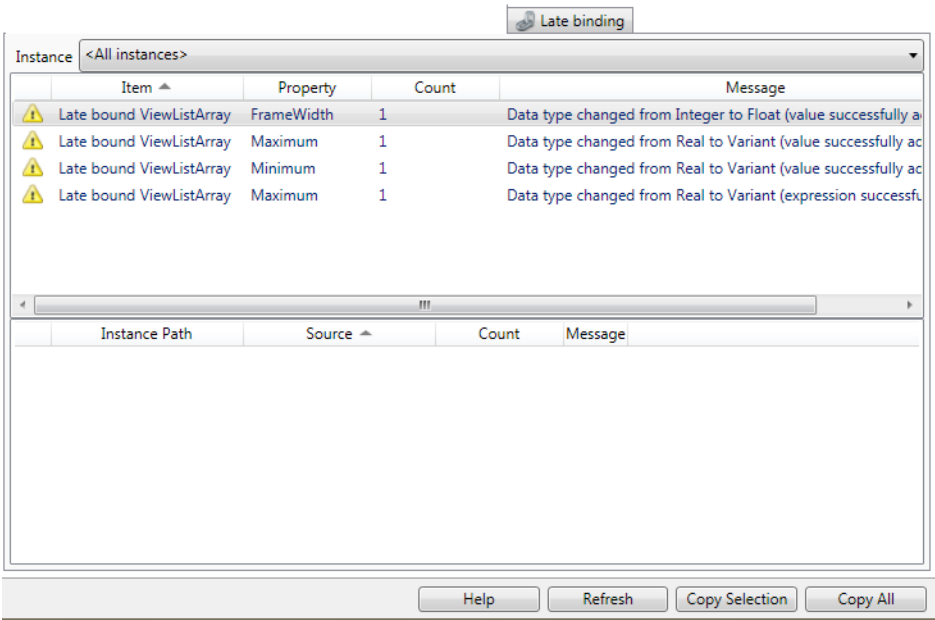 Late binding
Instance <All instances>
Item Property Count Message
Late bound ViewListArray FrameWidth 1 Data type changed from Integer to Float (value successfully a
Late bound ViewListArray Maximum 1 Data type changed from Real to Variant (value successfully ac
Late bound ViewListArray Minimum 1 Data type changed from Real to Variant (value successfully ac
Late bound ViewListArray Maximum 1 Data type changed from Real to Variant (expression successfu
Instance Path Source Count Message
Help Refresh Copy Selection Copy All